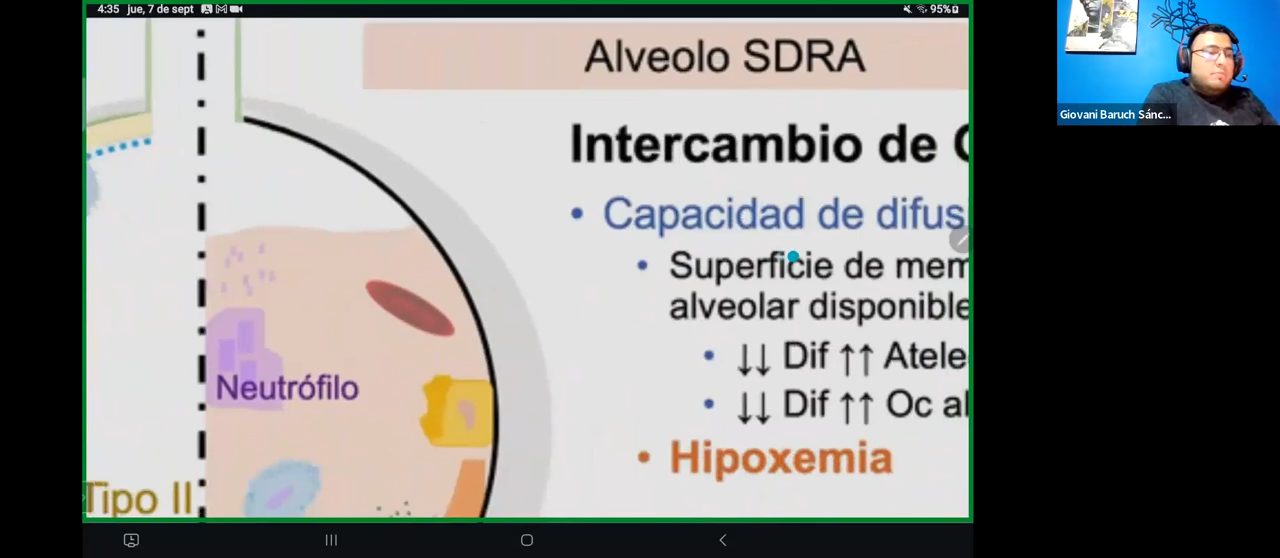 4:35 jue, 7 de sept
95%
Giovani Baruch Sánc...
Alveolo SDRA
Intercambio de
• Capacidad de difus
• Superficie de mem
alveolar disponible
• ↓↓ Dif ↑↑ Atele
• ↓↓ Dif ↑↑ Oc al
• Hipoxemia
Neutrófilo
Tipo II